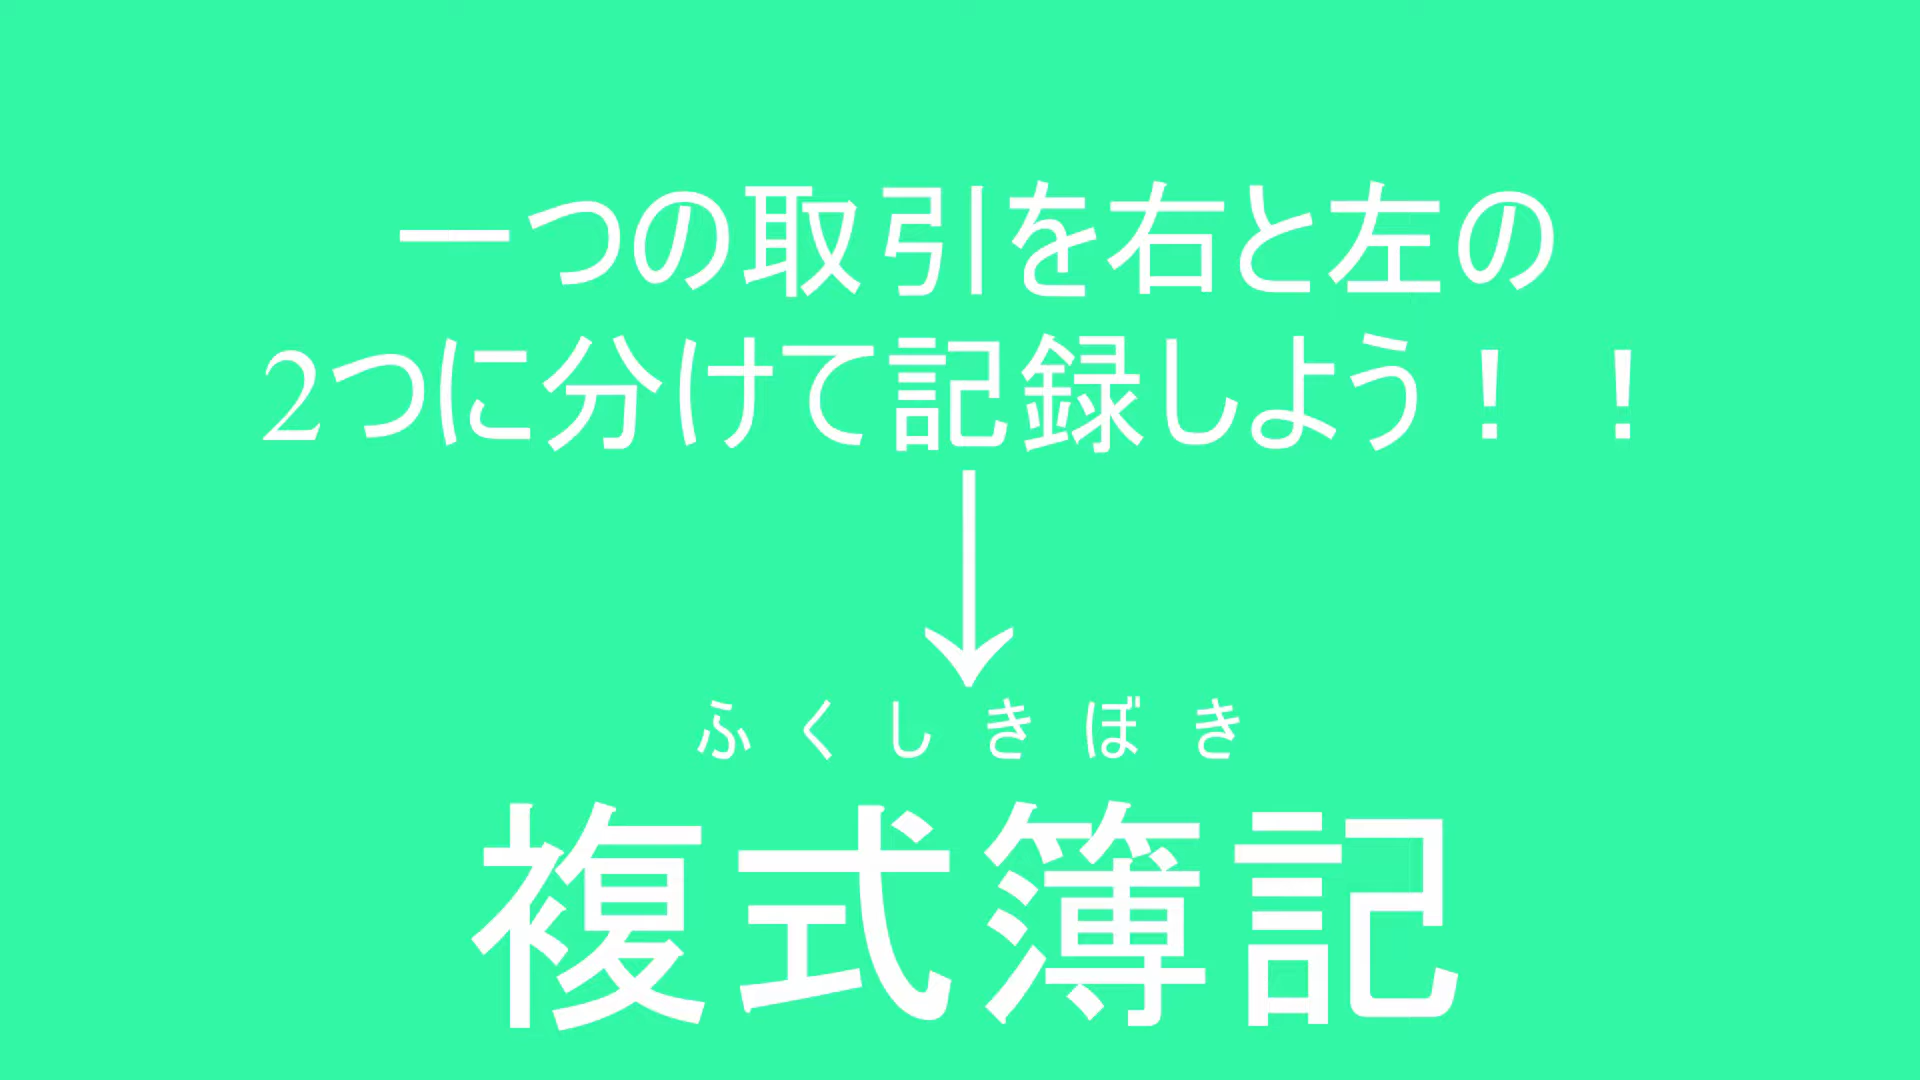 一つの取引を右と左の
2つに分けて記録しよう！！
↓
ふくしきぼき
複式簿記